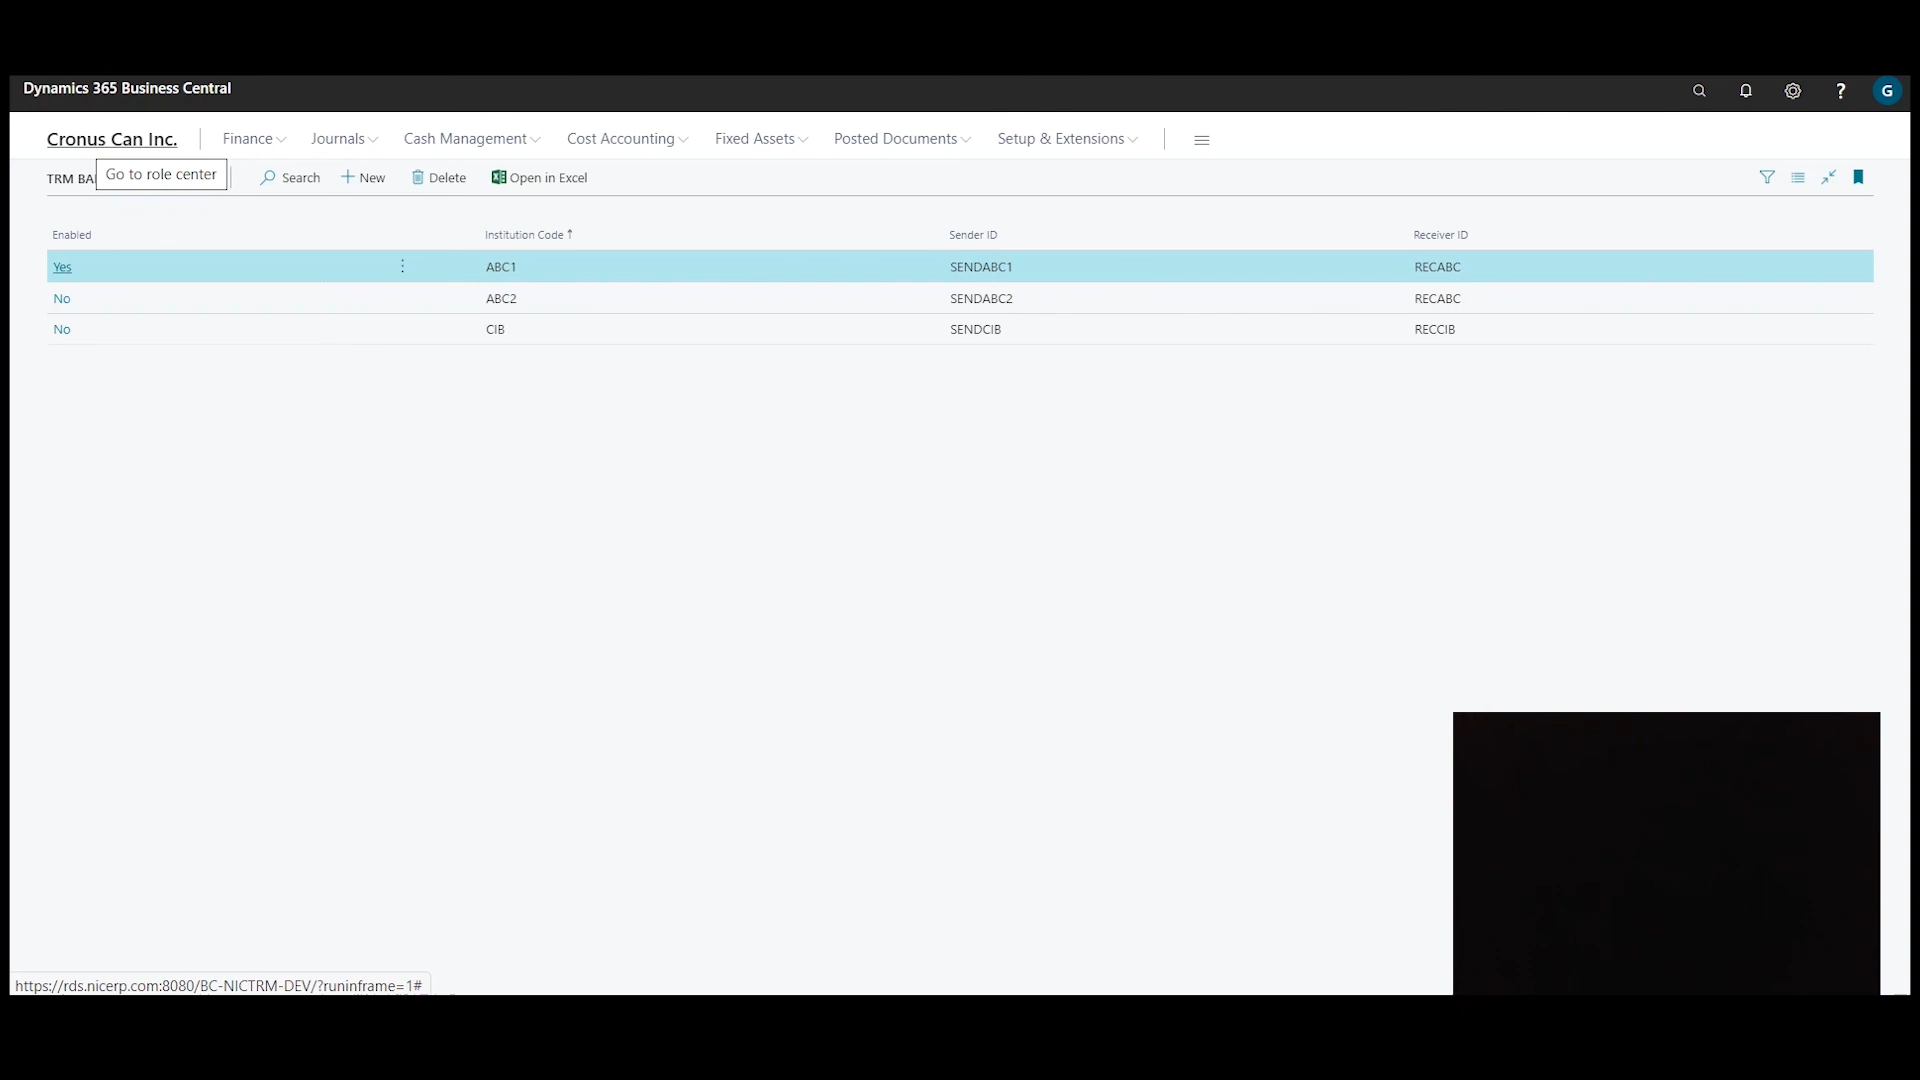 Dynamics 365 Business Central
? G
Cronus Can Inc. Finance Journals Cash Management Cost Accounting Fixed Assets Posted Documents Setup & Extensions
TRM BA Go to role center Search + New Delete Open in Excel
Enabled Institution Code ↑ Sender ID Receiver ID
Yes ABC1 SENDABC1 RECABC
No ABC2 SENDABC2 RECABC
No CIB SENDCIB RECCIB
https://rds.nicerp.com:8080/BC-NICTRM-DEV/?runinframe=1#